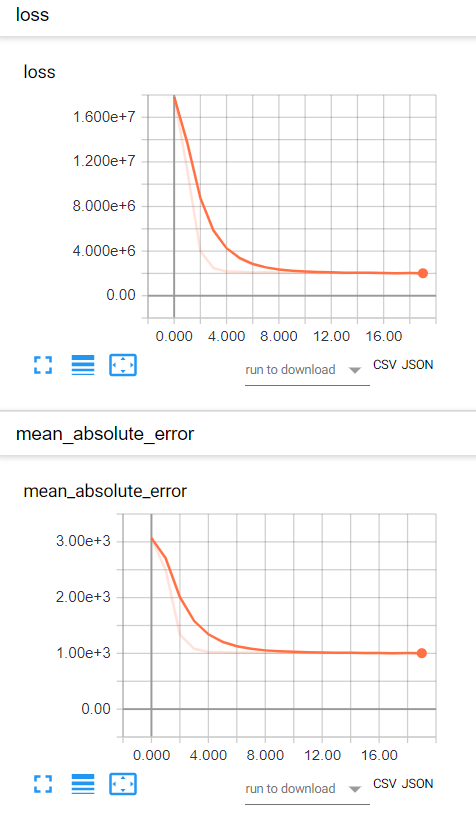 loss
loss
1.600e+7
1.200e+7
8.000e+6
4.000e+6
0.00
0.000 4.000 8.000 12.00 16.00
run to download CSV JSON
mean_absolute_error
mean_absolute_error
3.00e+3
2.00e+3
1.00e+3
0.00
0.000 4.000 8.000 12.00 16.00
run to download CSV JSON